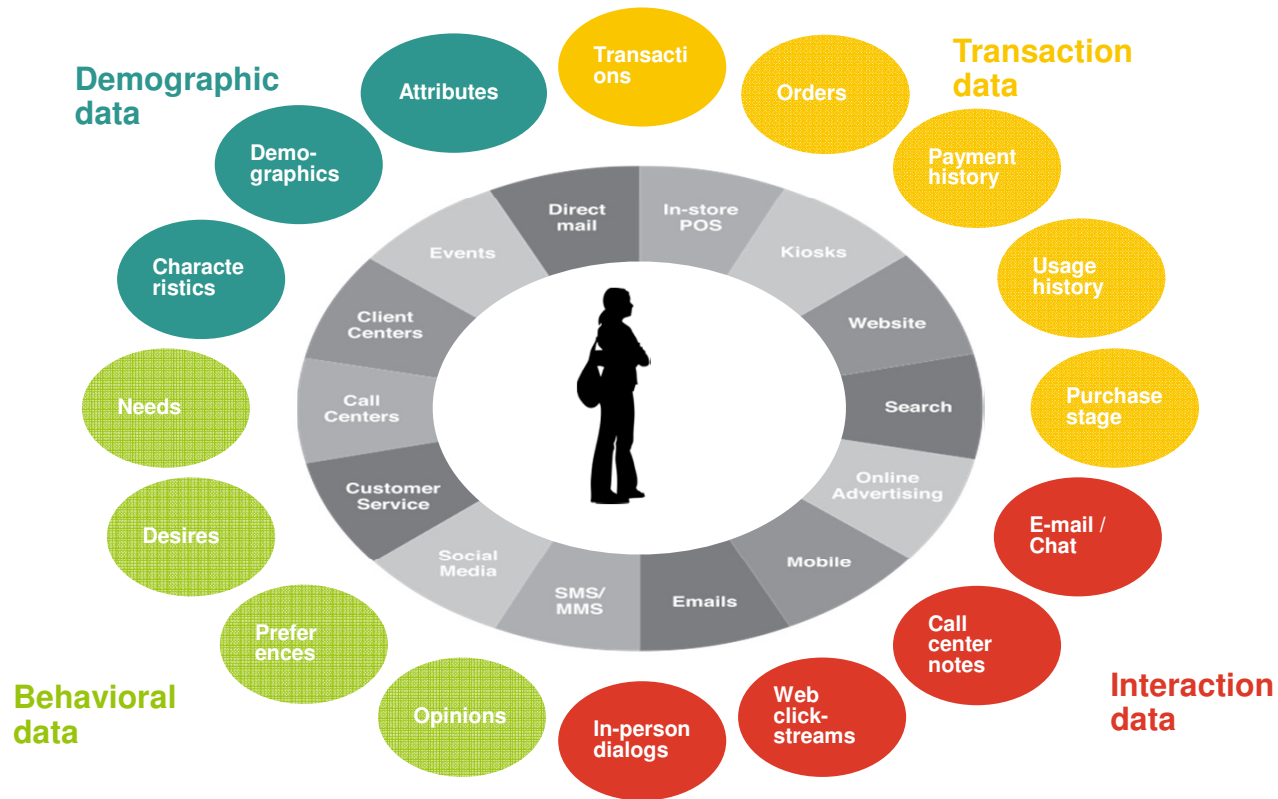 Demographic
data
Attributes
Transacti
ons
Orders
Transaction
data
Demo-
graphics
Payment
history
Characte
ristics
Usage
history
Needs
Purchase
stage
Desires
E-mail /
Chat
Prefer
ences
Call
center
notes
Opinions
In-person
dialogs
Web
click-
streams
Behavioral
data
Interaction
data
Direct
mail
In-store
POS
Kiosks
Website
Search
Online
Advertising
Mobile
Emails
SMS/
MMS
Social
Media
Customer
Service
Call
Centers
Client
Centers
Events